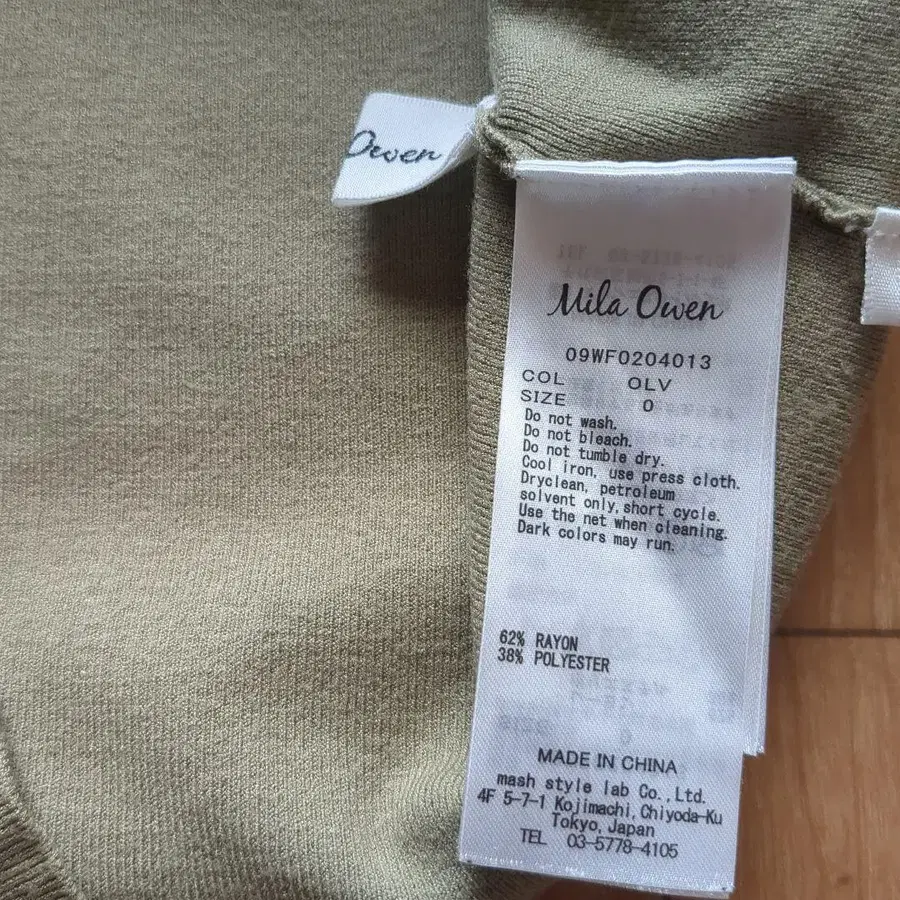 Owen
Mila Owen
09WF0204013
COL OLV
SIZE 0
Do not wash.
Do not bleach.
Do not tumble dry.
Cool iron, use press cloth.
Dryclean, petroleum
solvent only, short cycle.
Use the net when cleaning.
Dark colors may run.
62% RAYON
38% POLYESTER
MADE IN CHINA
mash style lab Co., Ltd.
4F 5-7-1 Kojimachi, Chiyoda-Ku
Tokyo, Japan
TEL 03-5778-4105